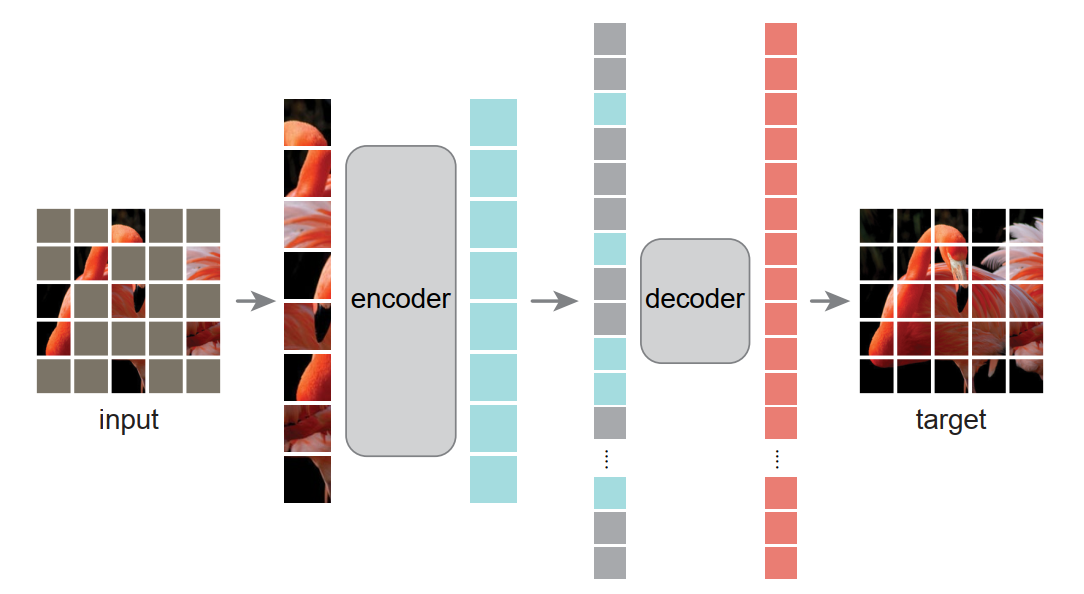 input
encoder
decoder
target